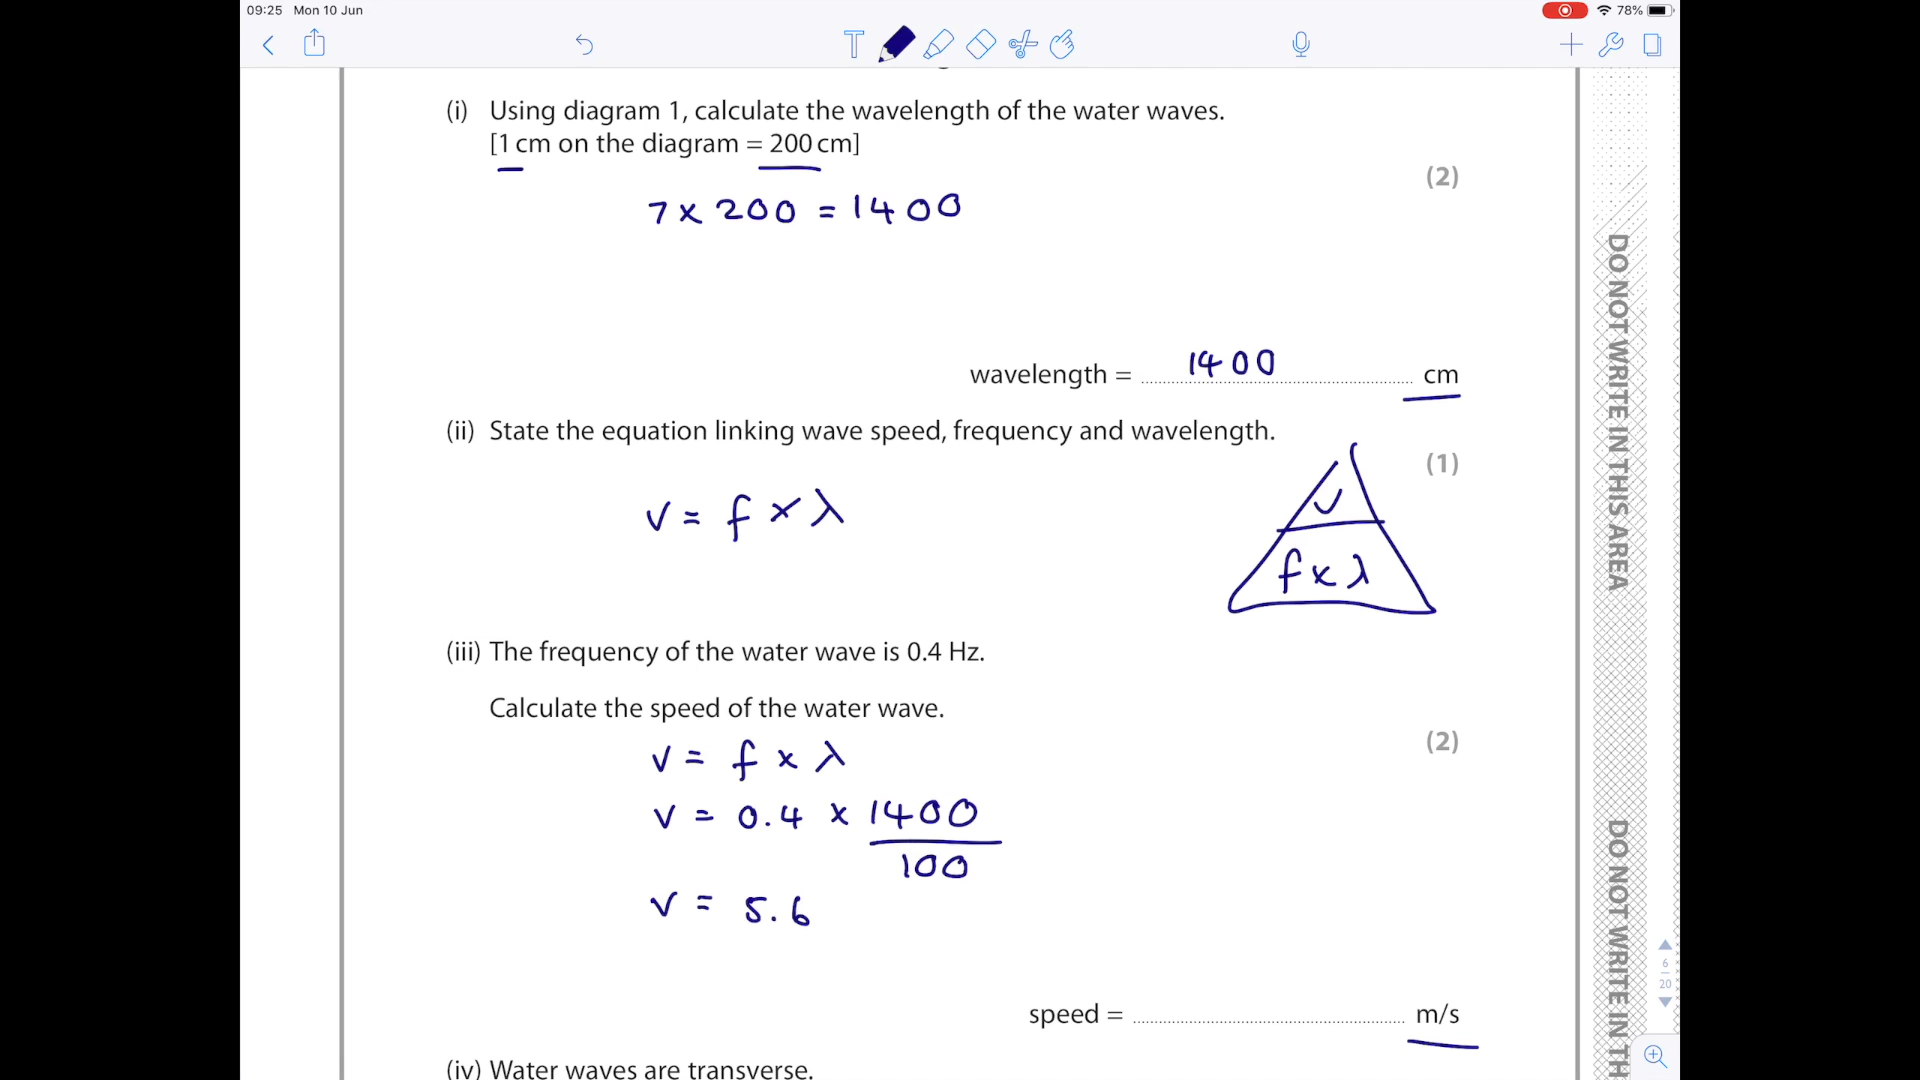 09:25 Mon 10 Jun
78%
(i) Using diagram 1, calculate the wavelength of the water waves.
[1 cm on the diagram = 200 cm]
(2)
7 × 200 = 1400
wavelength = 1400 cm
(ii) State the equation linking wave speed, frequency and wavelength.
(1)
v = f × λ
v
f × λ
(iii) The frequency of the water wave is 0.4 Hz.
Calculate the speed of the water wave.
(2)
v = f × λ
v = 0.4 × 1400
100
v = 5.6
speed = m/s
(iv) Water waves are transverse.
DO NOT WRITE IN THIS AREA
DO NOT WRITE IN TH
6
20